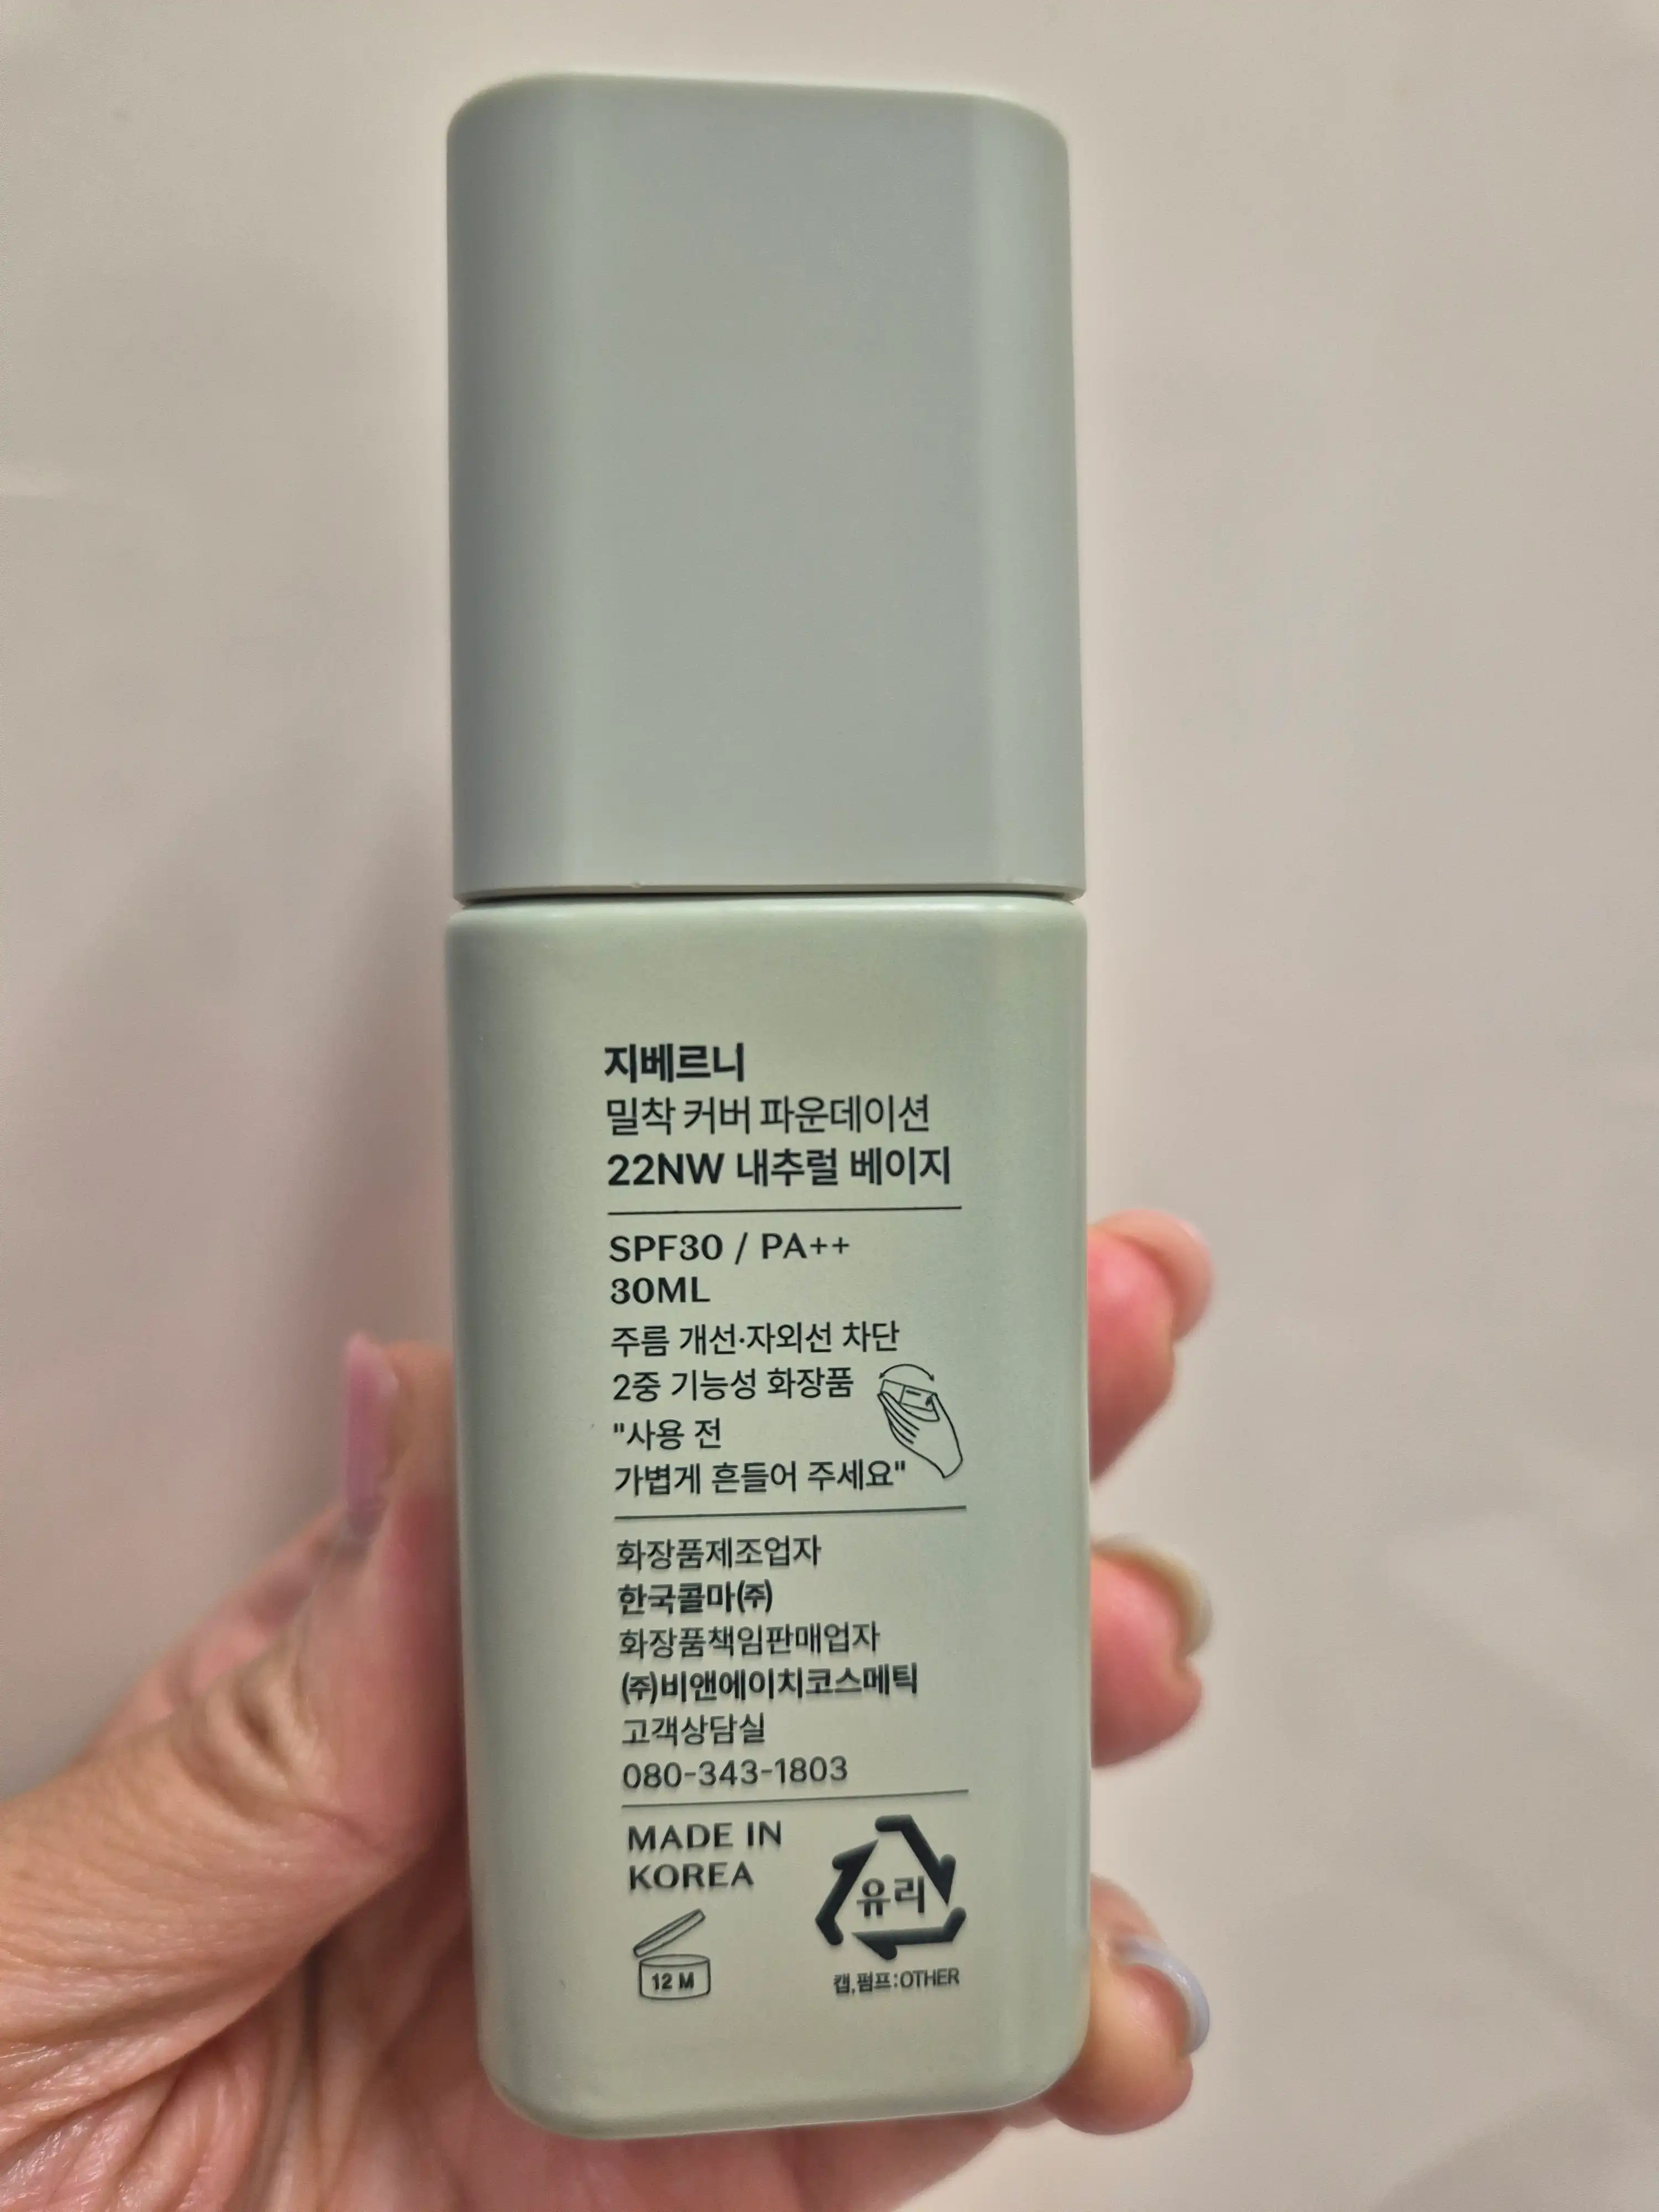 지베르니
밀착 커버 파운데이션
22NW 내추럴 베이지
SPF30 / PA++
30ML
주름 개선·자외선 차단
2중 기능성 화장품
"사용 전
가볍게 흔들어 주세요"
화장품제조업자
한국콜마(주)
화장품책임판매업자
(주)비앤에이치코스메틱
고객상담실
080-343-1803
MADE IN
KOREA
12 M
유리
캡,펌프:OTHER